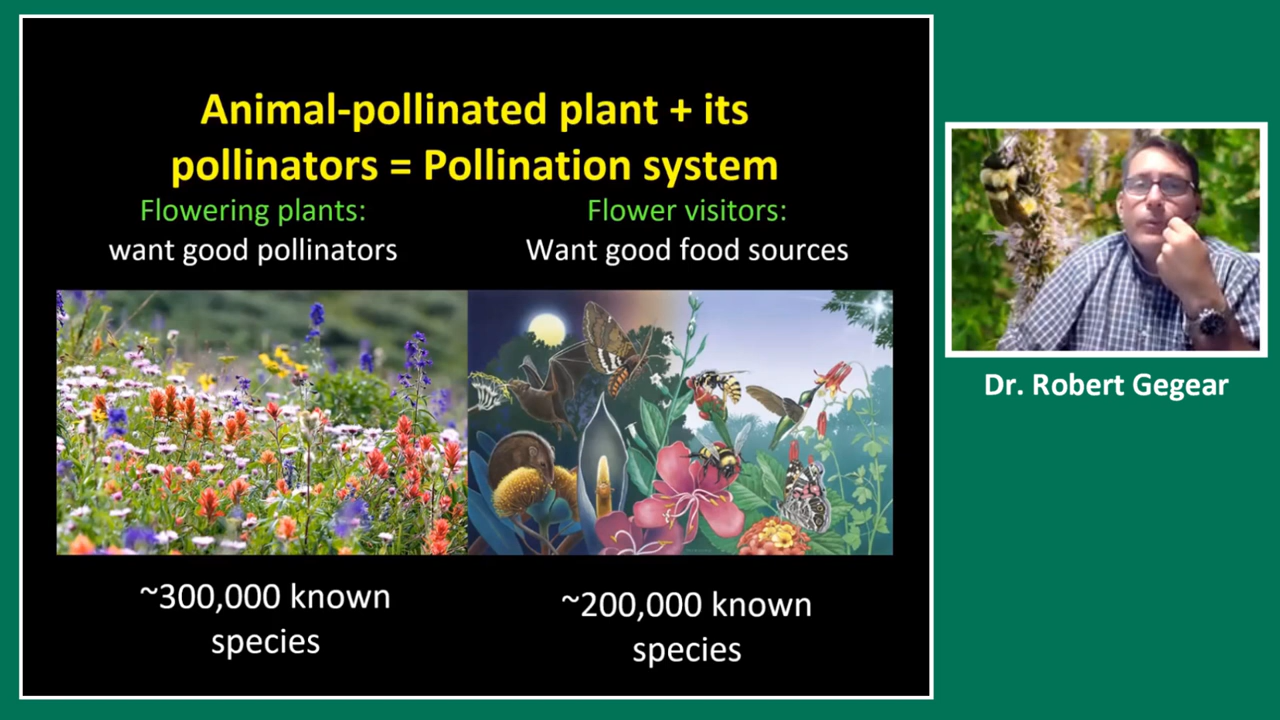 Animal-pollinated plant + its
pollinators = Pollination system
Flowering plants:
want good pollinators
Flower visitors:
Want good food sources
~300,000 known
species
~200,000 known
species
Dr. Robert Gegear